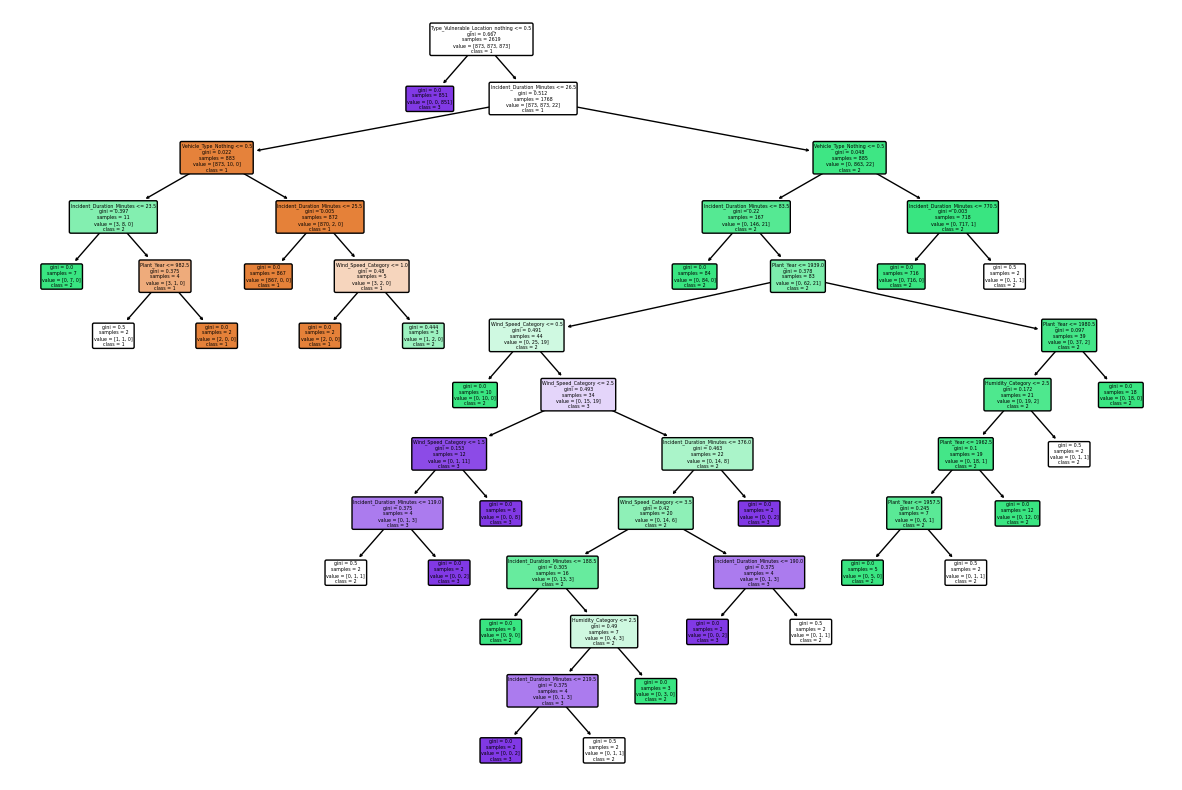 Type_Vulnerable_Location_nothing <= 0.5
gini = 0.667
samples = 2619
value = [873, 873, 873]
class = 1
gini = 0.0
samples = 851
value = [0, 0, 851]
class = 3
Incident_Duration_Minutes <= 26.5
gini = 0.512
samples = 1768
value = [873, 873, 22]
class = 1
Vehicle_Type_Nothing <= 0.5
gini = 0.022
samples = 883
value = [873, 10, 0]
class = 1
Vehicle_Type_Nothing <= 0.5
gini = 0.048
samples = 885
value = [0, 863, 22]
class = 2
Incident_Duration_Minutes <= 23.5
gini = 0.397
samples = 11
value = [3, 8, 0]
class = 2
Incident_Duration_Minutes <= 25.5
gini = 0.005
samples = 872
value = [870, 2, 0]
class = 1
Incident_Duration_Minutes <= 83.5
gini = 0.22
samples = 167
value = [0, 146, 21]
class = 2
Incident_Duration_Minutes <= 770.5
gini = 0.003
samples = 718
value = [0, 717, 1]
class = 2
gini = 0.0
samples = 7
value = [0, 7, 0]
class = 2
Plant_Year <= 982.5
gini = 0.375
samples = 4
value = [3, 1, 0]
class = 1
gini = 0.0
samples = 867
value = [867, 0, 0]
class = 1
Wind_Speed_Category <= 1.0
gini = 0.48
samples = 5
value = [3, 2, 0]
class = 1
gini = 0.0
samples = 84
value = [0, 84, 0]
class = 2
Plant_Year <= 1939.0
gini = 0.378
samples = 83
value = [0, 62, 21]
class = 2
gini = 0.0
samples = 716
value = [0, 716, 0]
class = 2
gini = 0.5
samples = 2
value = [0, 1, 1]
class = 2
gini = 0.5
samples = 2
value = [1, 1, 0]
class = 1
gini = 0.0
samples = 2
value = [2, 0, 0]
class = 1
gini = 0.0
samples = 2
value = [2, 0, 0]
class = 1
gini = 0.444
samples = 3
value = [1, 2, 0]
class = 2
Wind_Speed_Category <= 0.5
gini = 0.491
samples = 44
value = [0, 25, 19]
class = 2
Plant_Year <= 1980.5
gini = 0.097
samples = 39
value = [0, 37, 2]
class = 2
gini = 0.0
samples = 10
value = [0, 10, 0]
class = 2
Wind_Speed_Category <= 2.5
gini = 0.493
samples = 34
value = [0, 15, 19]
class = 3
Humidity_Category <= 2.5
gini = 0.172
samples = 21
value = [0, 19, 2]
class = 2
gini = 0.0
samples = 18
value = [0, 18, 0]
class = 2
Wind_Speed_Category <= 1.5
gini = 0.153
samples = 12
value = [0, 1, 11]
class = 3
Incident_Duration_Minutes <= 376.0
gini = 0.463
samples = 22
value = [0, 14, 8]
class = 2
Plant_Year <= 1962.5
gini = 0.1
samples = 19
value = [0, 18, 1]
class = 2
gini = 0.5
samples = 2
value = [0, 1, 1]
class = 2
Incident_Duration_Minutes <= 119.0
gini = 0.375
samples = 4
value = [0, 1, 3]
class = 3
gini = 0.0
samples = 8
value = [0, 0, 8]
class = 3
Wind_Speed_Category <= 3.5
gini = 0.42
samples = 20
value = [0, 14, 6]
class = 2
gini = 0.0
samples = 2
value = [0, 0, 2]
class = 3
Plant_Year <= 1957.5
gini = 0.245
samples = 7
value = [0, 6, 1]
class = 2
gini = 0.0
samples = 12
value = [0, 12, 0]
class = 2
gini = 0.5
samples = 2
value = [0, 1, 1]
class = 2
gini = 0.0
samples = 2
value = [0, 0, 2]
class = 3
Incident_Duration_Minutes <= 188.5
gini = 0.305
samples = 16
value = [0, 13, 3]
class = 2
Incident_Duration_Minutes <= 190.0
gini = 0.375
samples = 4
value = [0, 1, 3]
class = 3
gini = 0.0
samples = 5
value = [0, 5, 0]
class = 2
gini = 0.5
samples = 2
value = [0, 1, 1]
class = 2
gini = 0.0
samples = 9
value = [0, 9, 0]
class = 2
Humidity_Category <= 2.5
gini = 0.49
samples = 7
value = [0, 4, 3]
class = 2
gini = 0.0
samples = 2
value = [0, 0, 2]
class = 3
gini = 0.5
samples = 2
value = [0, 1, 1]
class = 2
Incident_Duration_Minutes <= 219.5
gini = 0.375
samples = 4
value = [0, 1, 3]
class = 3
gini = 0.0
samples = 3
value = [0, 3, 0]
class = 2
gini = 0.0
samples = 2
value = [0, 0, 2]
class = 3
gini = 0.5
samples = 2
value = [0, 1, 1]
class = 2